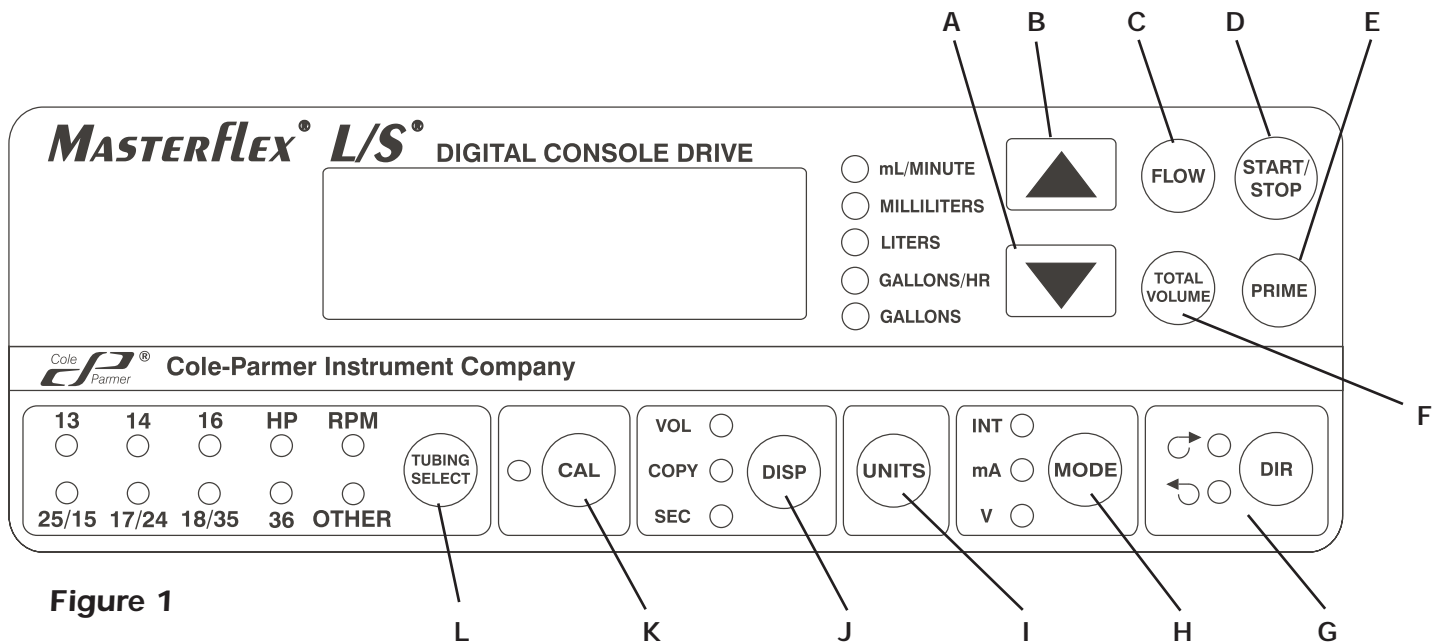 A B C D E
MASTERFLEX® L/S® DIGITAL CONSOLE DRIVE
mL/MINUTE
MILLILITERS
LITERS
GALLONS/HR
GALLONS
FLOW
START/
STOP
TOTAL
VOLUME
PRIME
F
Cole
Parmer
®
Cole-Parmer Instrument Company
13 14 16 HP RPM
25/15 17/24 18/35 36 OTHER
TUBING
SELECT
CAL
VOL
COPY
SEC
DISP
UNITS
INT
mA
V
MODE
DIR
Figure 1
L K J I H G